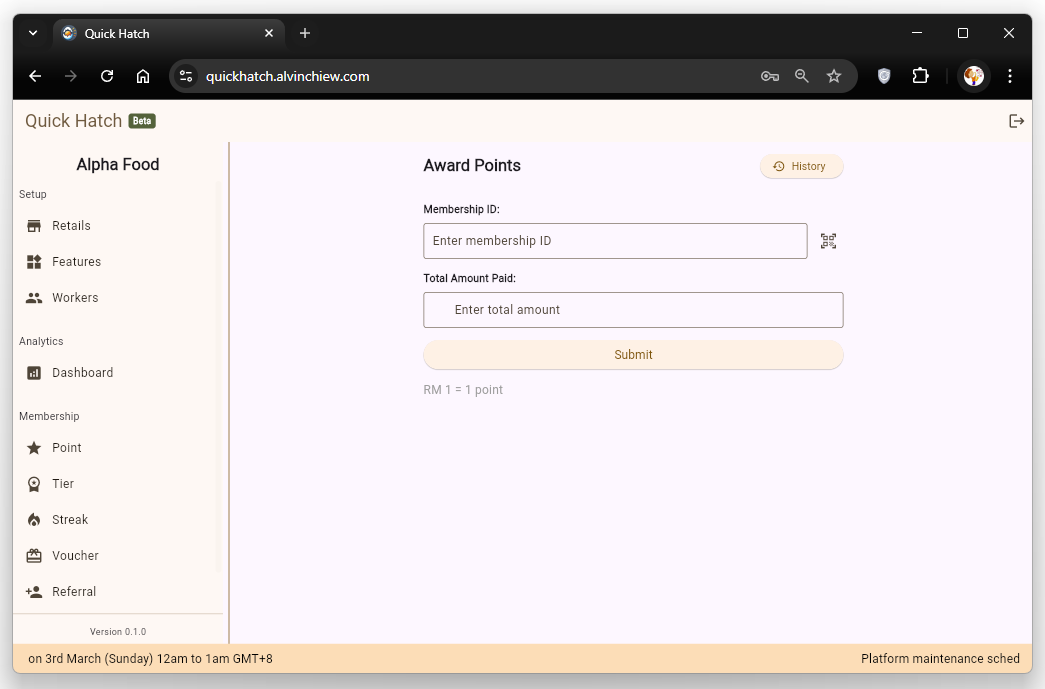 Quick Hatch
quickhatch.alvinchiew.com
Quick Hatch Beta
Alpha Food
Setup
Retails
Features
Workers
Analytics
Dashboard
Membership
Point
Tier
Streak
Voucher
Referral
Version 0.1.0
Award Points
History
Membership ID:
Enter membership ID
Total Amount Paid:
Enter total amount
Submit
RM 1 = 1 point
on 3rd March (Sunday) 12am to 1am GMT+8
Platform maintenance sched